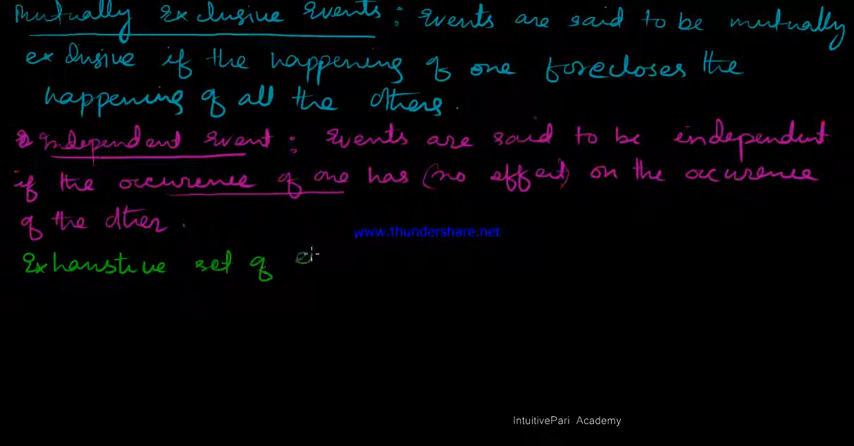 Mutually Exclusive Events : Events are said to be mutually
exclusive if the happening of one forecloses the
happening of all the others.
Independent Event : Events are said to be independent
if the occurence of one has (no effect) on the occurence
of the other.
www.thundershare.net
Exhaustive set of e
IntuitivePari Academy